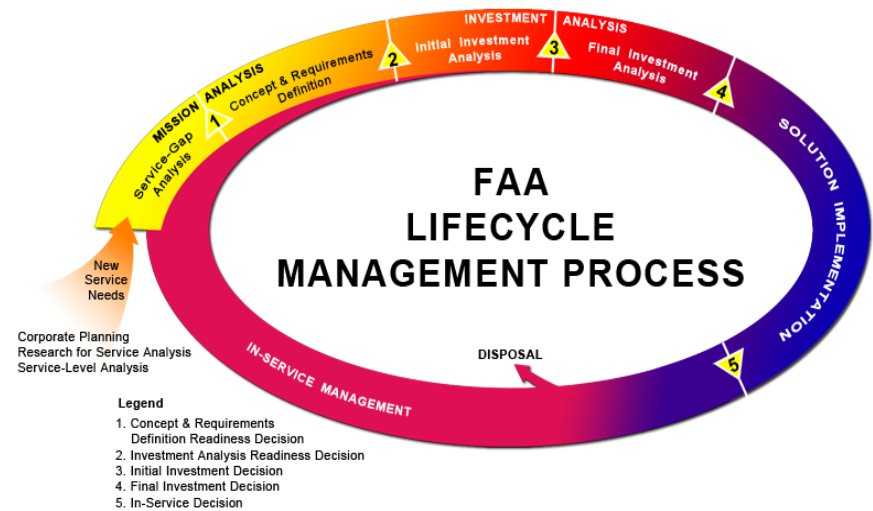 MISSION ANALYSIS
Service-Gap
Analysis
1
Concept & Requirements
Definition
2
INVESTMENT ANALYSIS
Initial Investment
Analysis
3
Final Investment
Analysis
4
SOLUTION IMPLEMENTATION
5
FAA
LIFECYCLE
MANAGEMENT PROCESS
New
Service
Needs
Corporate Planning
Research for Service Analysis
Service-Level Analysis
IN-SERVICE MANAGEMENT
DISPOSAL
Legend
1. Concept & Requirements
Definition Readiness Decision
2. Investment Analysis Readiness Decision
3. Initial Investment Decision
4. Final Investment Decision
5. In-Service Decision